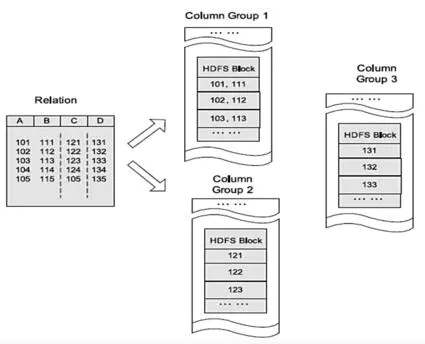 Column Group 1
... ...
HDFS Block
101, 111
102, 112
103, 113
... ...
Relation
A B C D
101 111 121 131
102 112 122 132
103 113 123 133
104 114 124 134
105 115 105 135
Column
Group 2
... ...
HDFS Block
121
122
123
... ...
Column
Group 3
... ...
HDFS Block
131
132
133
... ...